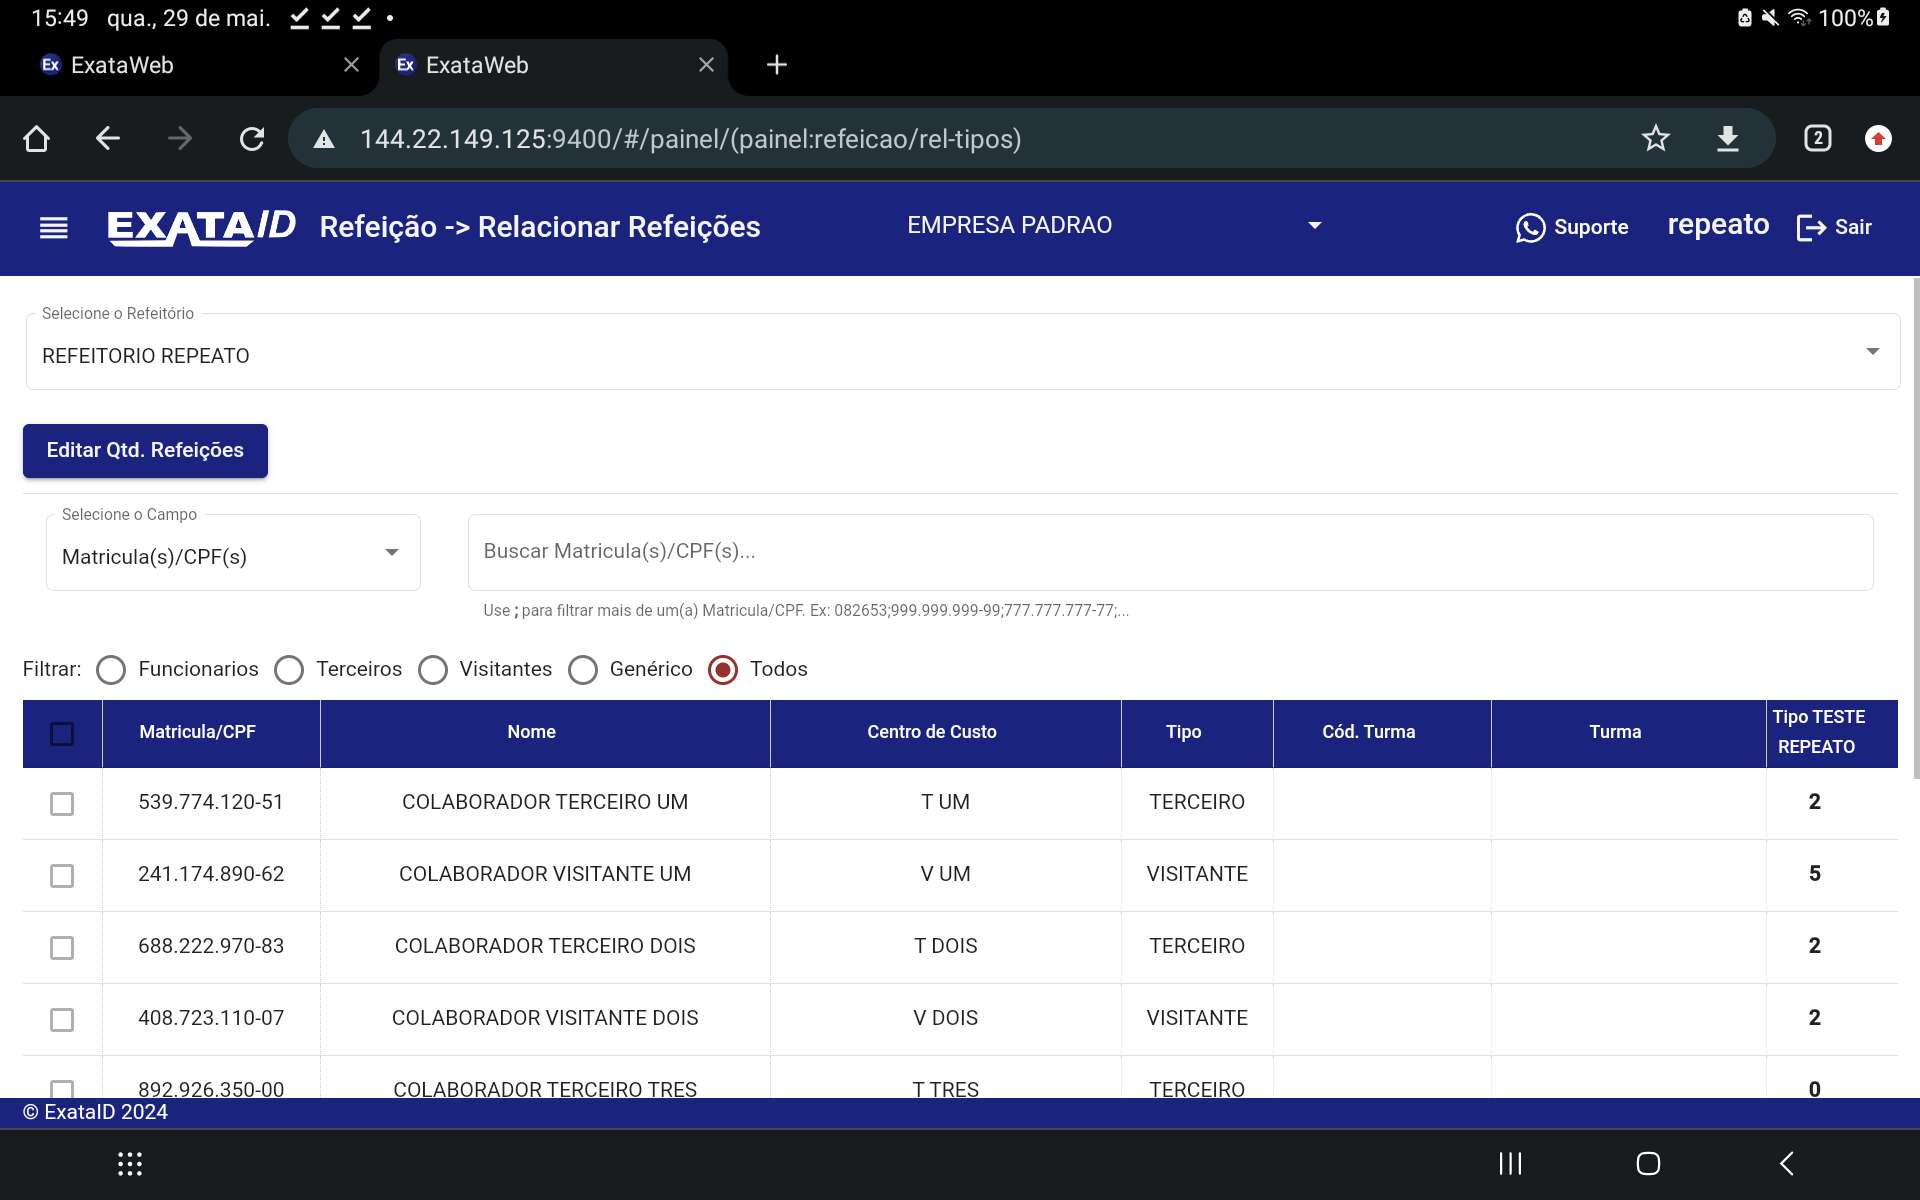 15:49 qua., 29 de mai. 100%
Ex ExataWeb Ex ExataWeb
144.22.149.125:9400/#/painel/(painel:refeicao/rel-tipos) 2
EXATAID Refeição -> Relacionar Refeições EMPRESA PADRAO Suporte repeato Sair
Selecione o Refeitório
REFEITORIO REPEATO
Editar Qtd. Refeições
Selecione o Campo
Matricula(s)/CPF(s) Buscar Matricula(s)/CPF(s)...
Use ; para filtrar mais de um(a) Matricula/CPF. Ex: 082653;999.999.999-99;777.777.777-77;...
Filtrar: Funcionarios Terceiros Visitantes Genérico Todos
Matricula/CPF Nome Centro de Custo Tipo Cód. Turma Turma Tipo TESTE
REPEATO
539.774.120-51 COLABORADOR TERCEIRO UM T UM TERCEIRO 2
241.174.890-62 COLABORADOR VISITANTE UM V UM VISITANTE 5
688.222.970-83 COLABORADOR TERCEIRO DOIS T DOIS TERCEIRO 2
408.723.110-07 COLABORADOR VISITANTE DOIS V DOIS VISITANTE 2
892.926.350-00 COLABORADOR TERCEIRO TRES T TRES TERCEIRO 0
© ExataID 2024